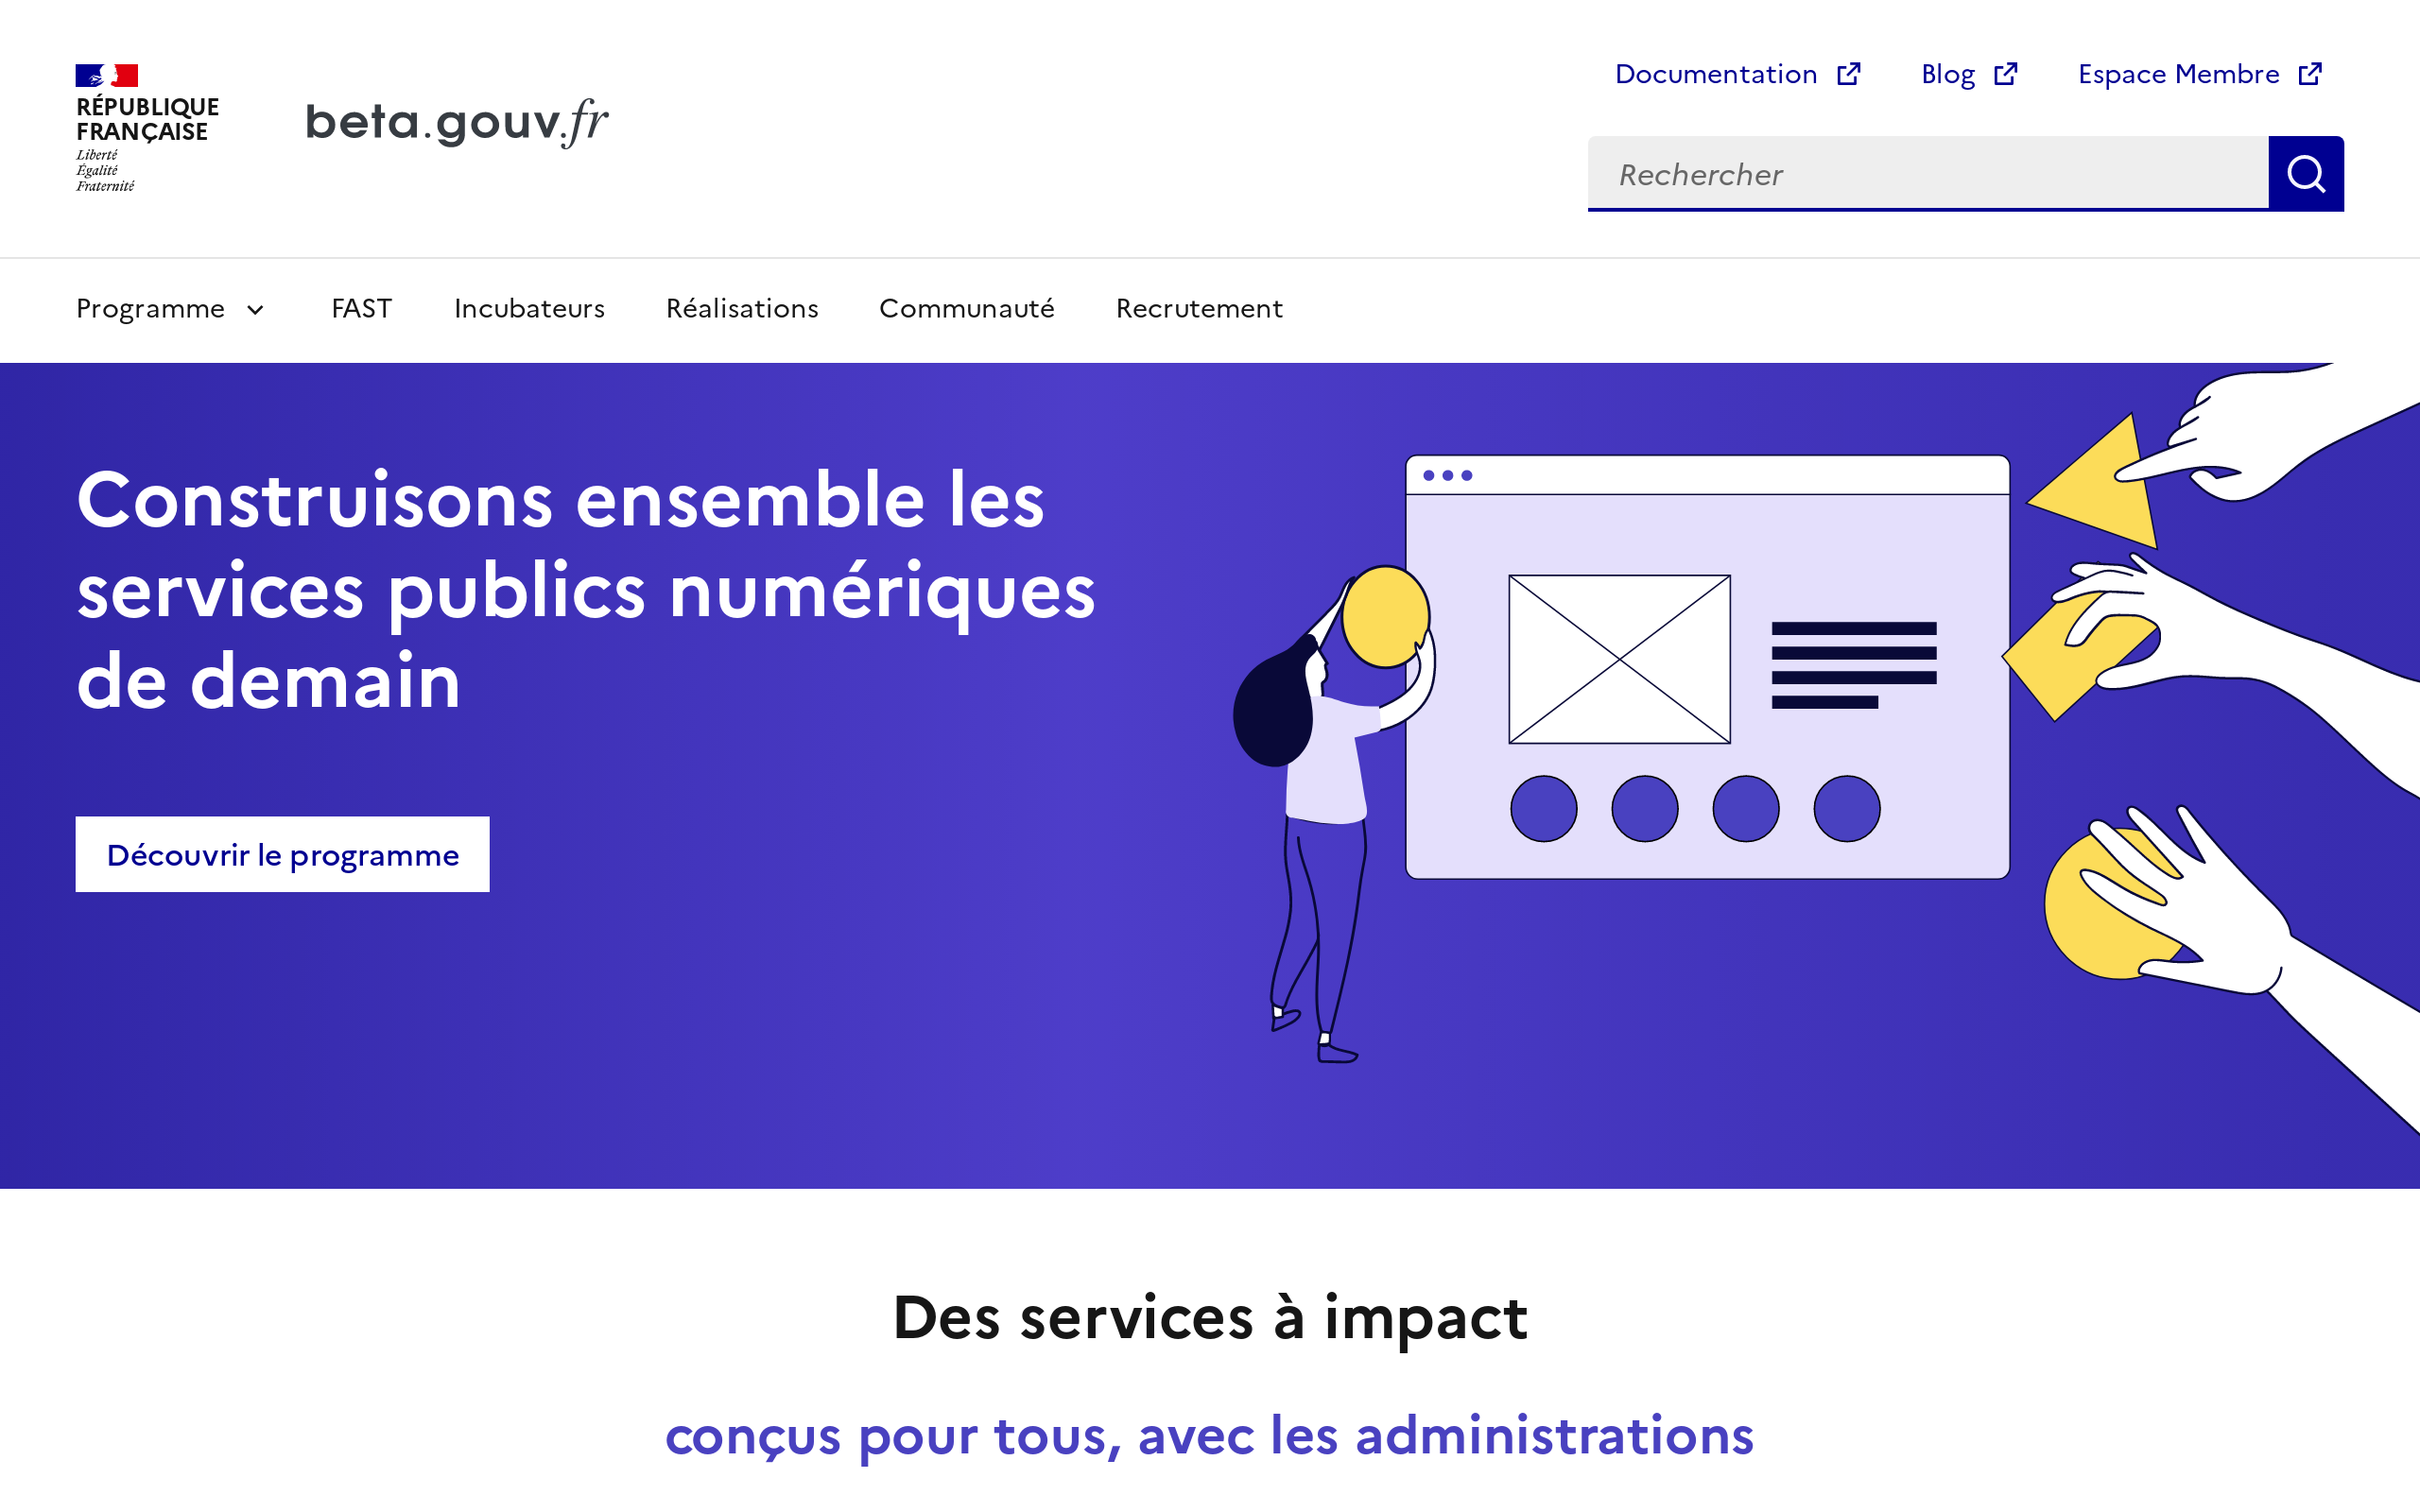 RÉPUBLIQUE
FRANÇAISE
Liberté
Égalité
Fraternité
beta.gouv.fr
Documentation
Blog
Espace Membre
Rechercher
Programme
FAST
Incubateurs
Réalisations
Communauté
Recrutement
Construisons ensemble les
services publics numériques
de demain
Découvrir le programme
Des services à impact
conçus pour tous, avec les administrations